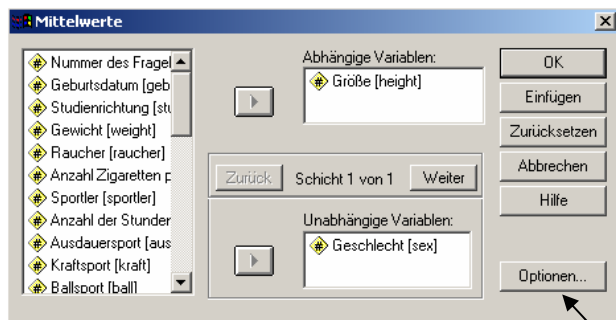 Mittelwerte
Nummer des Fragel
Geburtsdatum [geb
Studienrichtung [stu
Gewicht [weight]
Raucher [raucher]
Anzahl Zigaretten p
Sportler [sportler]
Anzahl der Stunder
Ausdauersport [aus
Kraftsport [kraft]
Ballsport [ball]
Abhängige Variablen:
Größe [height]
Zurück
Schicht 1 von 1
Weiter
Unabhängige Variablen:
Geschlecht [sex]
OK
Einfügen
Zurücksetzen
Abbrechen
Hilfe
Optionen...